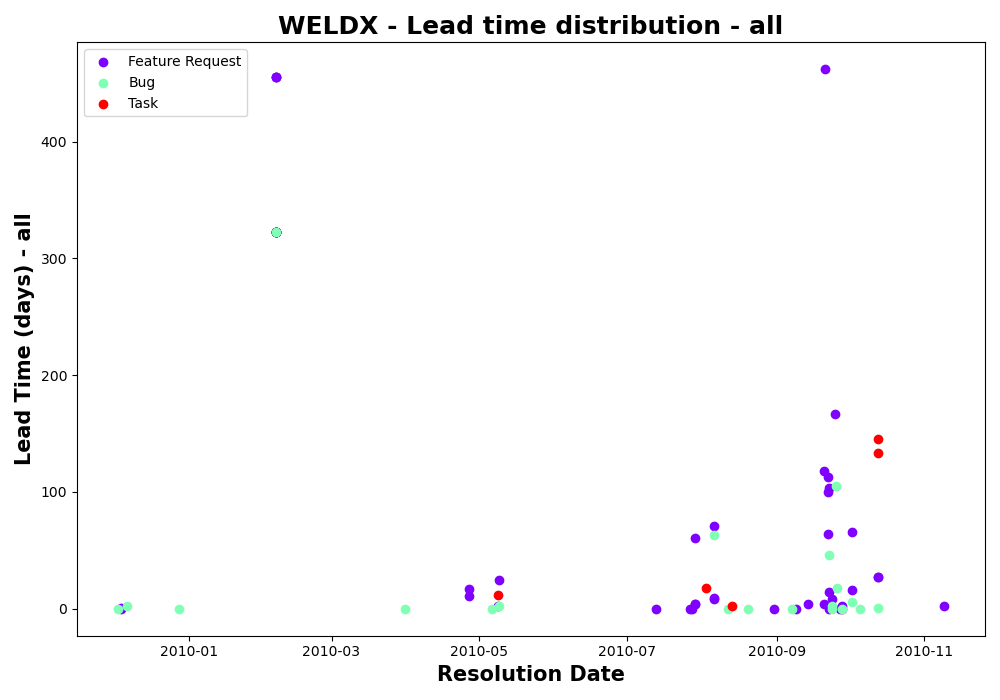 WELDX - Lead time distribution - all
Feature Request
Bug
Task
Lead Time (days) - all
400
300
200
100
0
2010-01
2010-03
2010-05
2010-07
2010-09
2010-11
Resolution Date